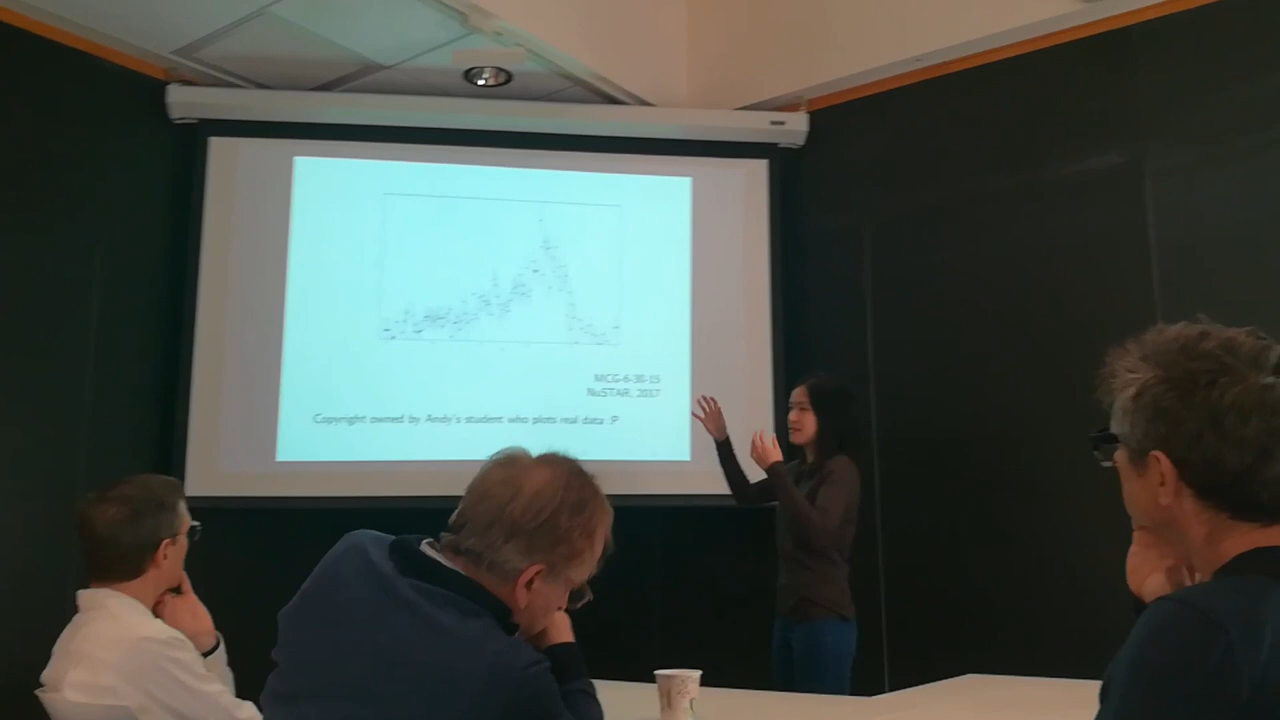 MCG-6-30-15
NuSTAR, 2017
Copyright owned by Andy's student who plots real data :P